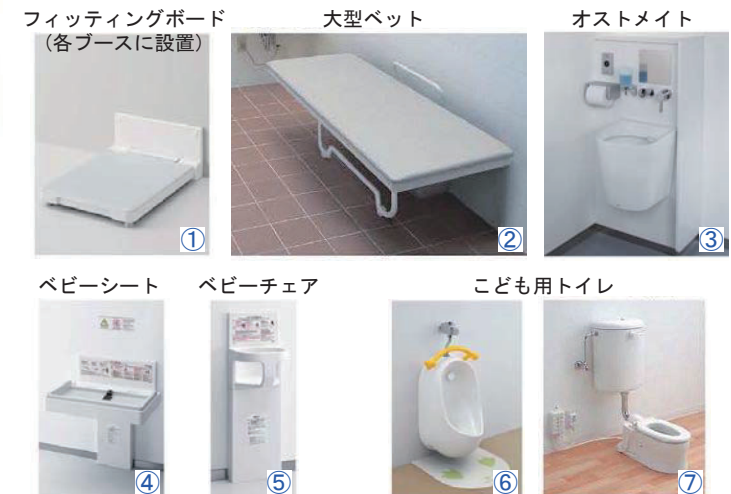 フィッティングボード
（各ブースに設置）
大型ベット
オストメイト
①
②
③
ベビーシート
ベビーチェア
こども用トイレ
④
⑤
⑥
⑦